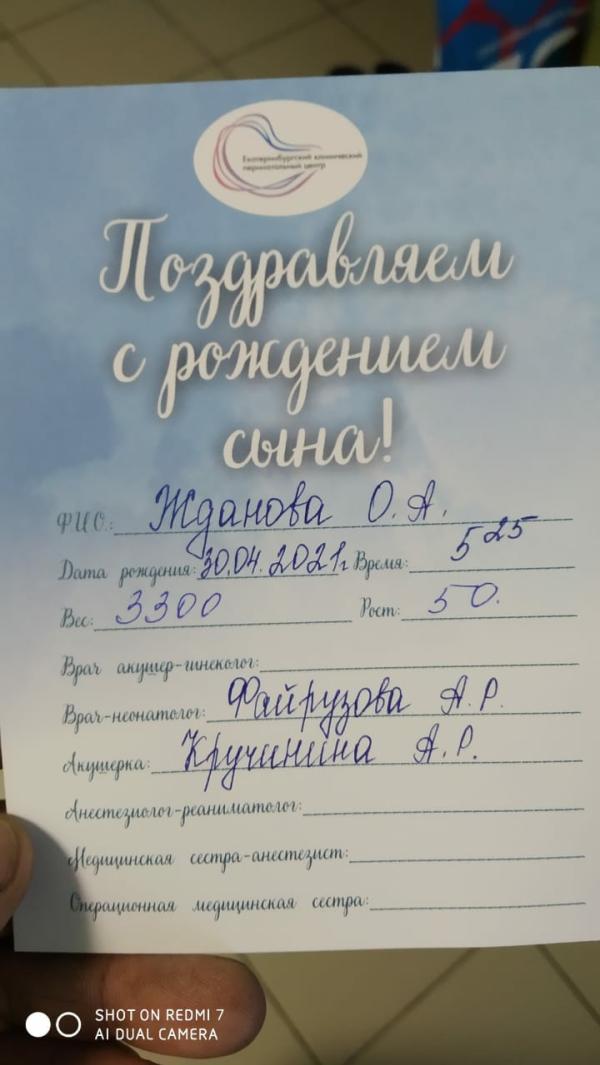 Екатеринбургский клинический
перинатальный центр
Поздравляем
с рождением
сына!
Ф.И.О.: Жданова О. А.
Дата рождения: 30.04.2021г Время: 5 25
Вес: 3300 Рост: 50.
Врач акушер-гинеколог:
Врач-неонатолог: Файрузова А.Р.
Акушерка: Кручинина А.Р.
Анестезиолог-реаниматолог:
Медицинская сестра-анестезист:
Операционная медицинская сестра:
SHOT ON REDMI 7
AI DUAL CAMERA